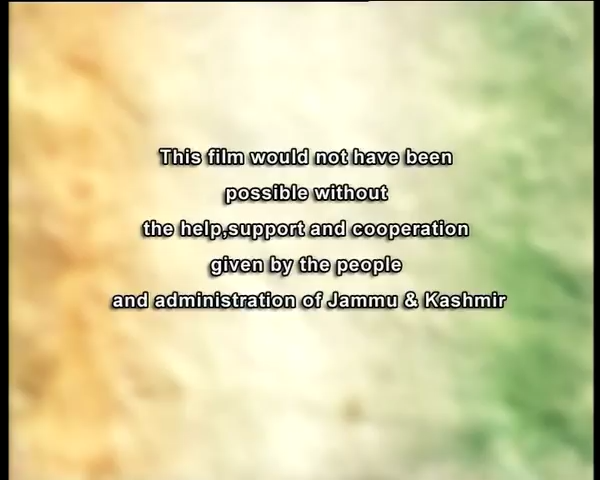 This film would not have been
possible without
the help,support and cooperation
given by the people
and administration of Jammu & Kashmir